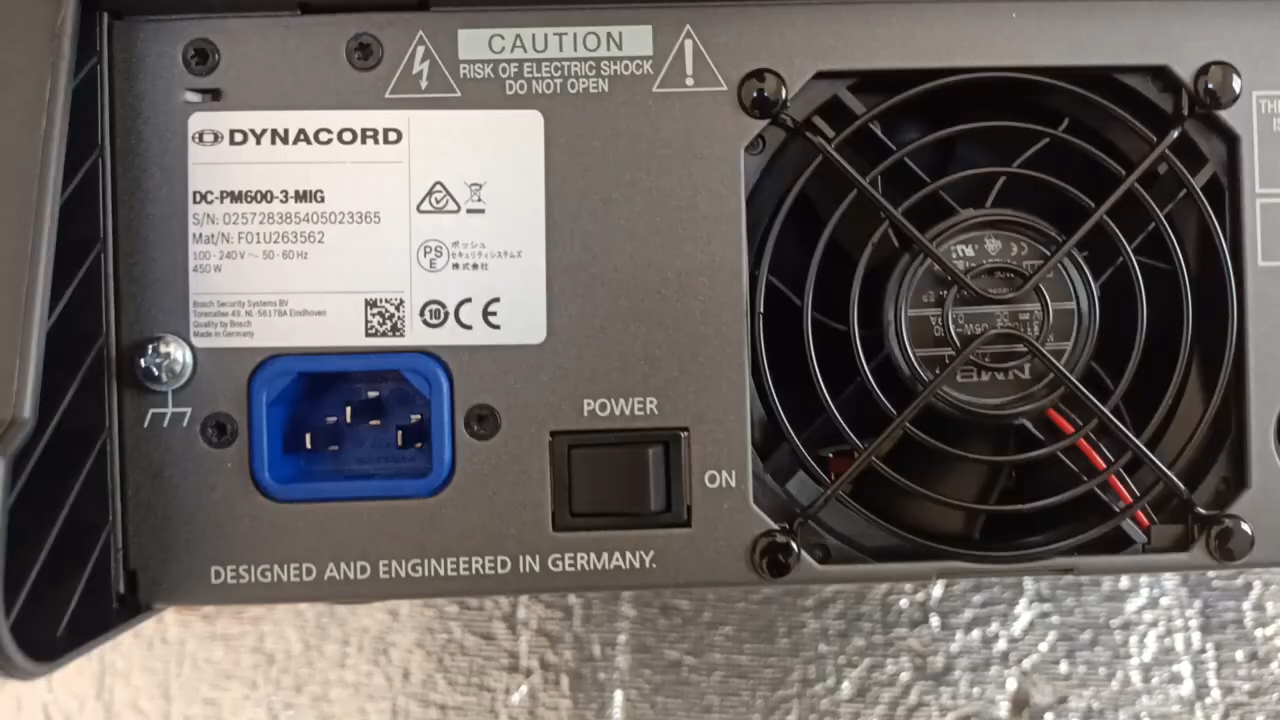 CAUTION
RISK OF ELECTRIC SHOCK
DO NOT OPEN
DYNACORD
DC-PM600-3-MIG
S/N: 025728385405023365
Mat/N: F01U263562
100 - 240 V ~ 50 - 60 Hz
450 W
Bosch Security Systems BV
Torenallee 49, NL-5617BA Eindhoven
Quality by Bosch
Made in Germany
PS
E
ボッシュ
セキュリティシステムズ
株式会社
10
CE
POWER
ON
DESIGNED AND ENGINEERED IN GERMANY.
NMB